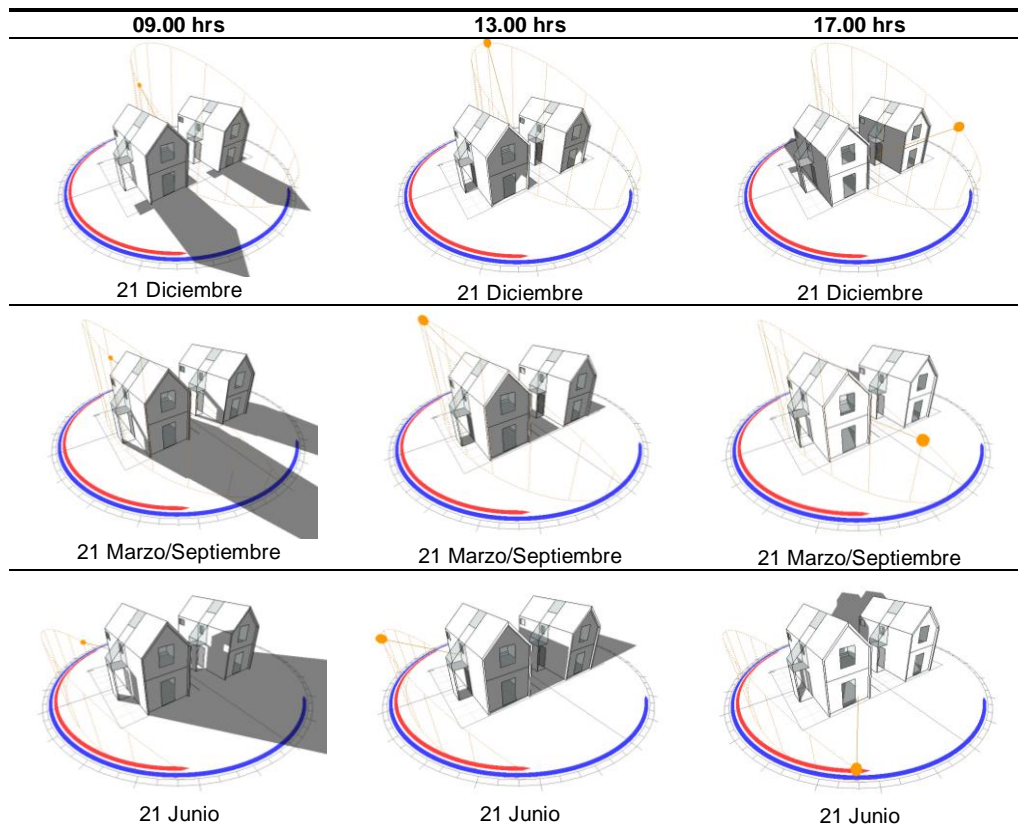 09.00 hrs 13.00 hrs 17.00 hrs
21 Diciembre 21 Diciembre 21 Diciembre
21 Marzo/Septiembre 21 Marzo/Septiembre 21 Marzo/Septiembre
21 Junio 21 Junio 21 Junio